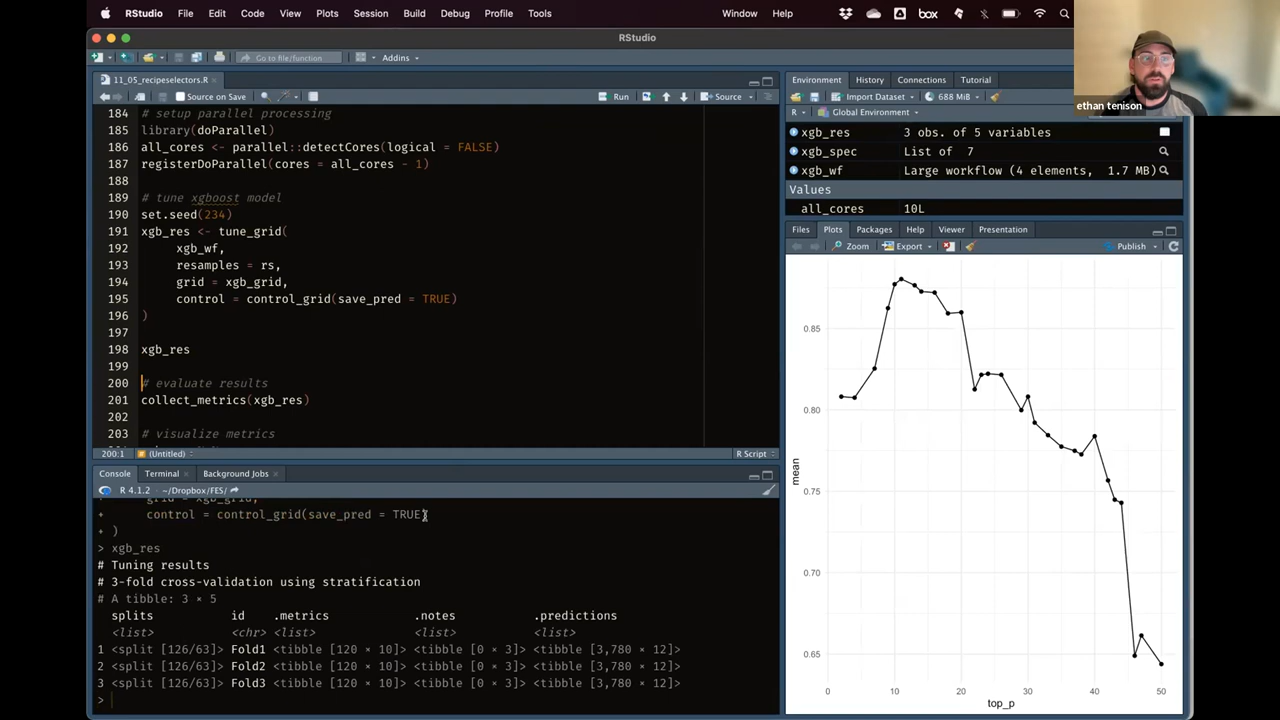 RStudio File Edit Code View Plots Session Build Debug Profile Tools Window Help box
RStudio
Go to file/function Addins
ethan tenison
11_05_recipeselectors.R
Source on Save Run Source
184 # setup parallel processing
185 library(doParallel)
186 all_cores <- parallel::detectCores(logical = FALSE)
187 registerDoParallel(cores = all_cores - 1)
188
189 # tune xgboost model
190 set.seed(234)
191 xgb_res <- tune_grid(
192 xgb_wf,
193 resamples = rs,
194 grid = xgb_grid,
195 control = control_grid(save_pred = TRUE)
196 )
197
198 xgb_res
199
200 # evaluate results
201 collect_metrics(xgb_res)
202
203 # visualize metrics
200:1 (Untitled) R Script
Console Terminal Background Jobs
R 4.1.2 · ~/Dropbox/FES/
+ grid = xgb_grid,
+ control = control_grid(save_pred = TRUE)
+ )
> xgb_res
# Tuning results
# 3-fold cross-validation using stratification
# A tibble: 3 × 5
splits id .metrics .notes .predictions
<list> <chr> <list> <list> <list>
1 <split [126/63]> Fold1 <tibble [120 × 10]> <tibble [0 × 3]> <tibble [3,780 × 12]>
2 <split [126/63]> Fold2 <tibble [120 × 10]> <tibble [0 × 3]> <tibble [3,780 × 12]>
3 <split [126/63]> Fold3 <tibble [120 × 10]> <tibble [0 × 3]> <tibble [3,780 × 12]>
>
Environment History Connections Tutorial
Import Dataset 688 MiB
R Global Environment
xgb_res 3 obs. of 5 variables
xgb_spec List of 7
xgb_wf Large workflow (4 elements, 1.7 MB)
Values
all_cores 10L
Files Plots Packages Help Viewer Presentation
Zoom Export Publish
0.85
0.80
0.75
0.70
0.65
mean
0 10 20 30 40 50
top_p